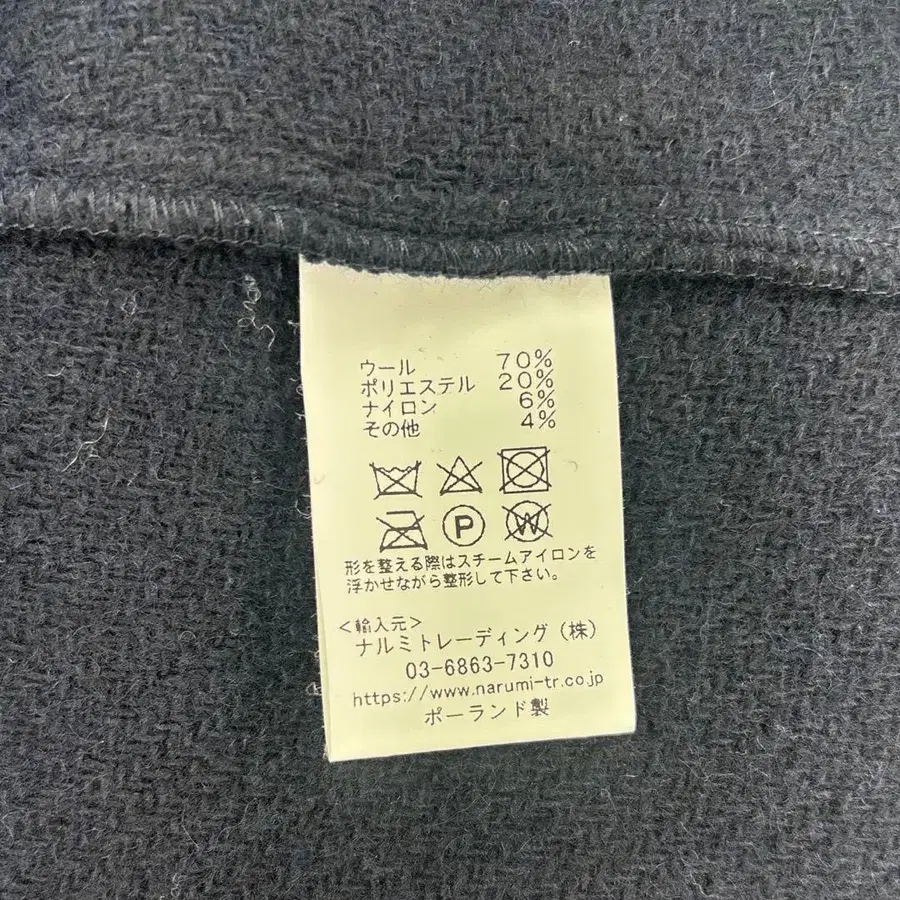 ウール 70%
ポリエステル 20%
ナイロン 6%
その他 4%
P W
形を整える際はスチームアイロンを
浮かせながら整形して下さい。
<輸入元>
ナルミトレーディング(株)
03-6863-7310
https://www.narumi-tr.co.jp
ポーランド製